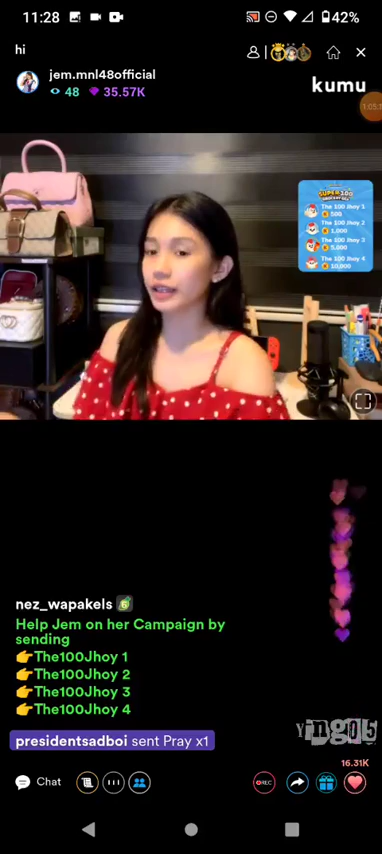 11:28
42%
hi
jem.mnl48official
48 35.57K
kumu
SUPER 100
The 100 Jhoy 1
500
The 100 Jhoy 2
1,000
The 100 Jhoy 3
5,000
The 100 Jhoy 4
10,000
nez_wapakels
Help Jem on her Campaign by
sending
👉The100Jhoy 1
👉The100Jhoy 2
👉The100Jhoy 3
👉The100Jhoy 4
presidentsadboi sent Pray x1
16.31K
Chat
REC